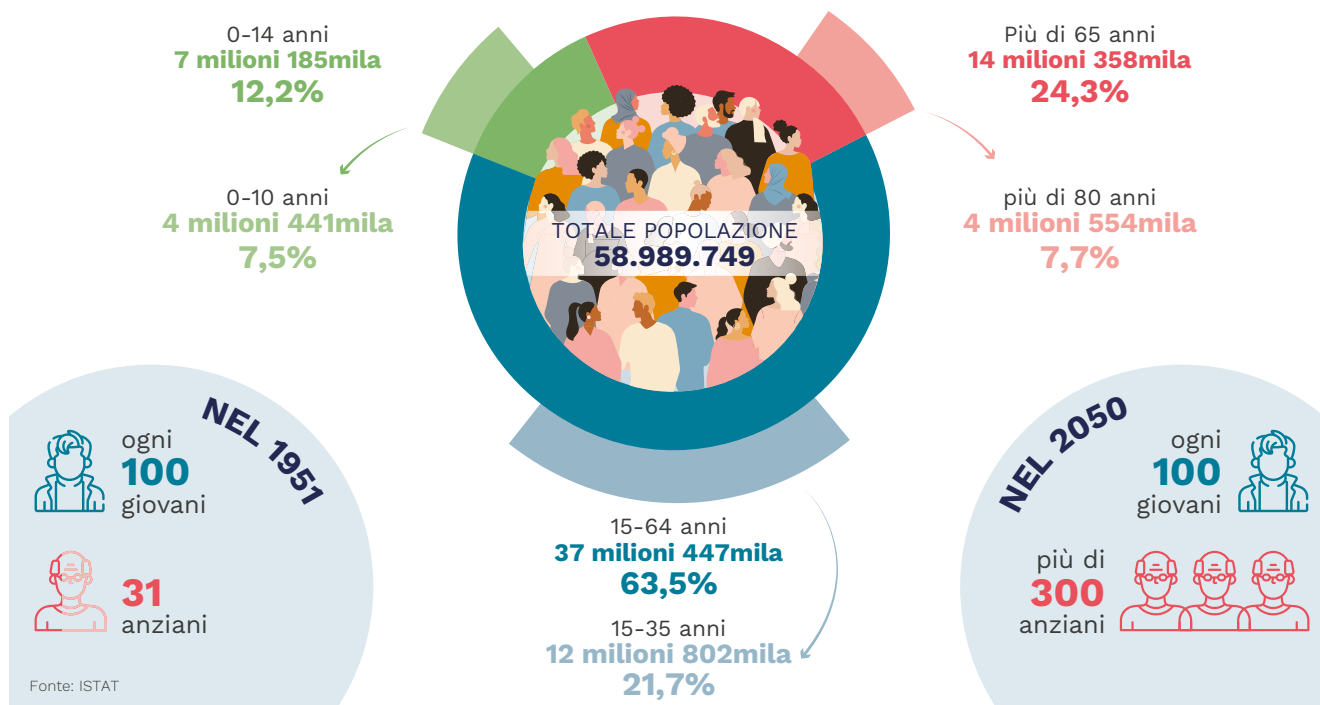 0-14 anni
7 milioni 185mila
12,2%
0-10 anni
4 milioni 441mila
7,5%
Più di 65 anni
14 milioni 358mila
24,3%
più di 80 anni
4 milioni 554mila
7,7%
TOTALE POPOLAZIONE
58.989.749
NEL 1951
ogni
100
giovani
31
anziani
15-64 anni
37 milioni 447mila
63,5%
15-35 anni
12 milioni 802mila
21,7%
NEL 2050
ogni
100
giovani
più di
300
anziani
Fonte: ISTAT